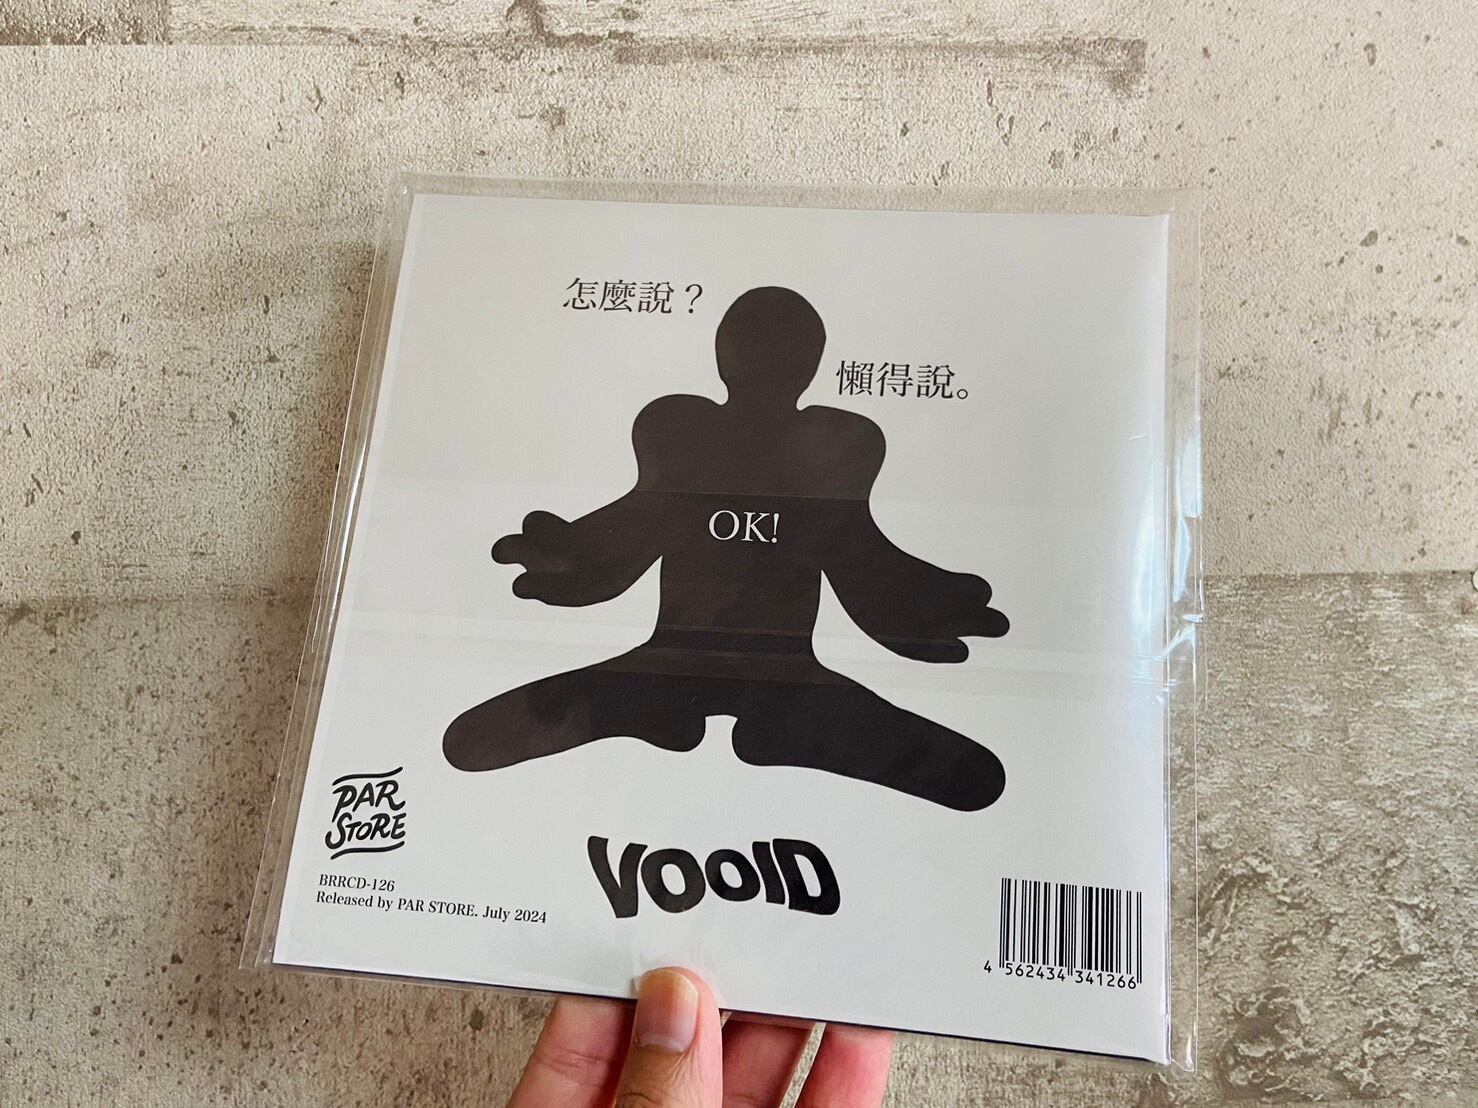 怎麼說？
懶得說。
OK!
PAR
STORE
VOOID
BRRCD-126
Released by PAR STORE. July 2024
4 562434 341266